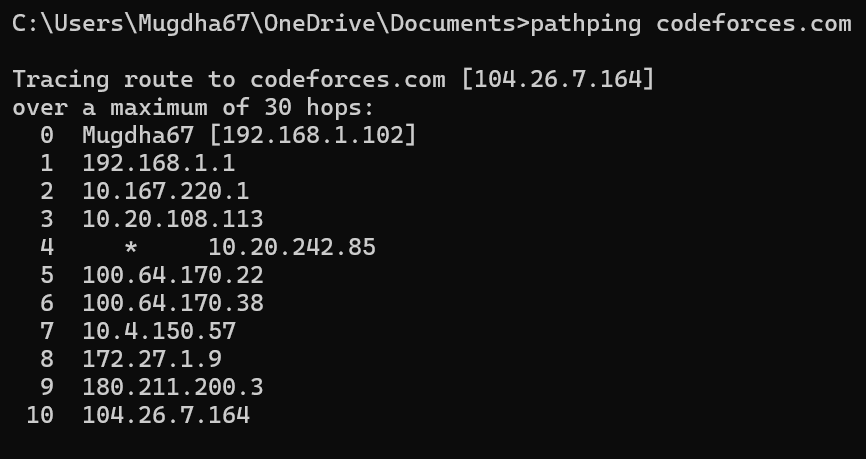 C:\Users\Mugdha67\OneDrive\Documents>pathping codeforces.com
Tracing route to codeforces.com [104.26.7.164]
over a maximum of 30 hops:
  0  Mugdha67 [192.168.1.102]
  1  192.168.1.1
  2  10.167.220.1
  3  10.20.108.113
  4     *     10.20.242.85
  5  100.64.170.22
  6  100.64.170.38
  7  10.4.150.57
  8  172.27.1.9
  9  180.211.200.3
 10  104.26.7.164